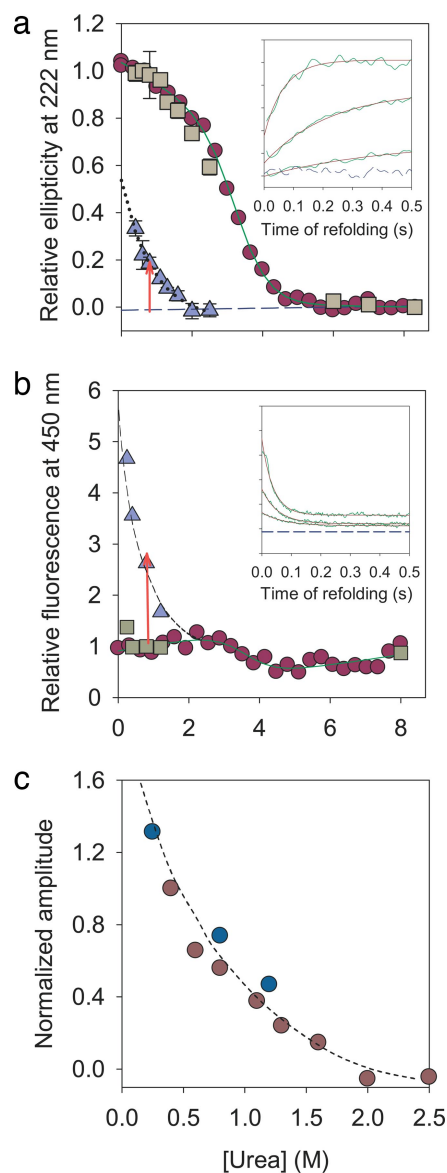 a
Relative ellipticity at 222 nm
1.2
1.0
0.8
0.6
0.4
0.2
0.0
0.0 0.1 0.2 0.3 0.4 0.5
Time of refolding (s)
b
Relative fluorescence at 450 nm
6
5
4
3
2
1
0
0.0 0.1 0.2 0.3 0.4 0.5
Time of refolding (s)
0 2 4 6 8
c
Normalized amplitude
1.6
1.2
0.8
0.4
0.0
0.0 0.5 1.0 1.5 2.0 2.5
[Urea] (M)